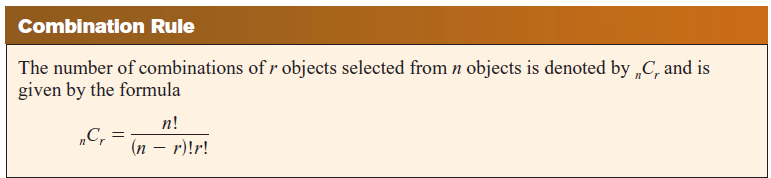 Combination Rule
The number of combinations of r objects selected from n objects is denoted by ₙCᵣ and is
given by the formula
ₙCᵣ = n! / (n − r)!r!